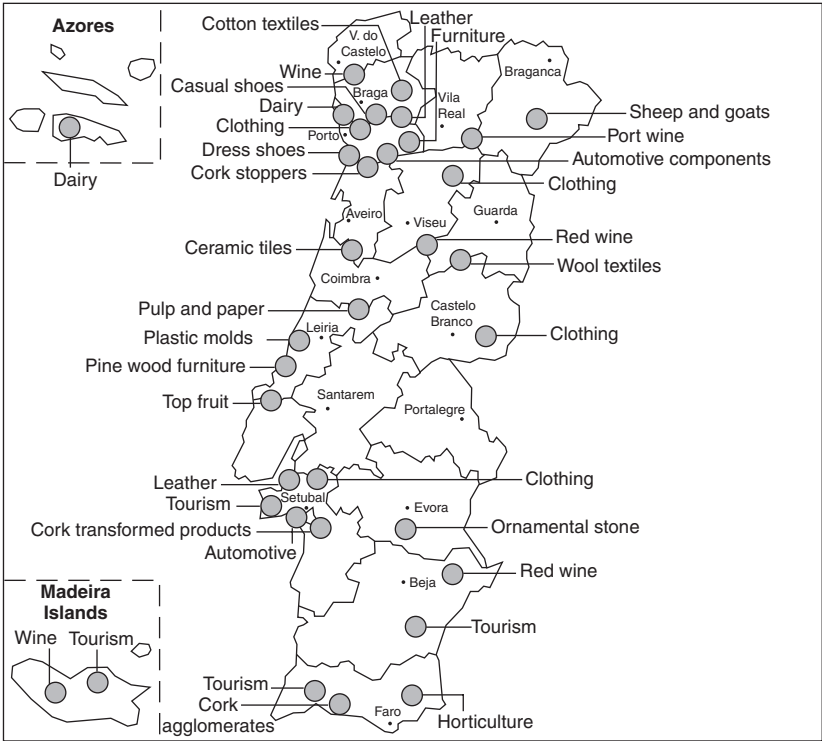 Azores
Dairy
Cotton textiles
Leather
Furniture
V. do
Castelo
Wine
Braganca
Casual shoes
Braga
Vila
Real
Dairy
Sheep and goats
Clothing
Porto
Port wine
Dress shoes
Automotive components
Cork stoppers
Clothing
Aveiro
Viseu
Guarda
Ceramic tiles
Red wine
Wool textiles
Coimbra
Pulp and paper
Castelo
Branco
Leiria
Plastic molds
Clothing
Pine wood furniture
Top fruit
Santarem
Portalegre
Leather
Clothing
Tourism
Setubal
Evora
Cork transformed products
Ornamental stone
Automotive
Red wine
Beja
Madeira
Islands
Wine
Tourism
Tourism
Tourism
Cork
agglomerates
Faro
Horticulture